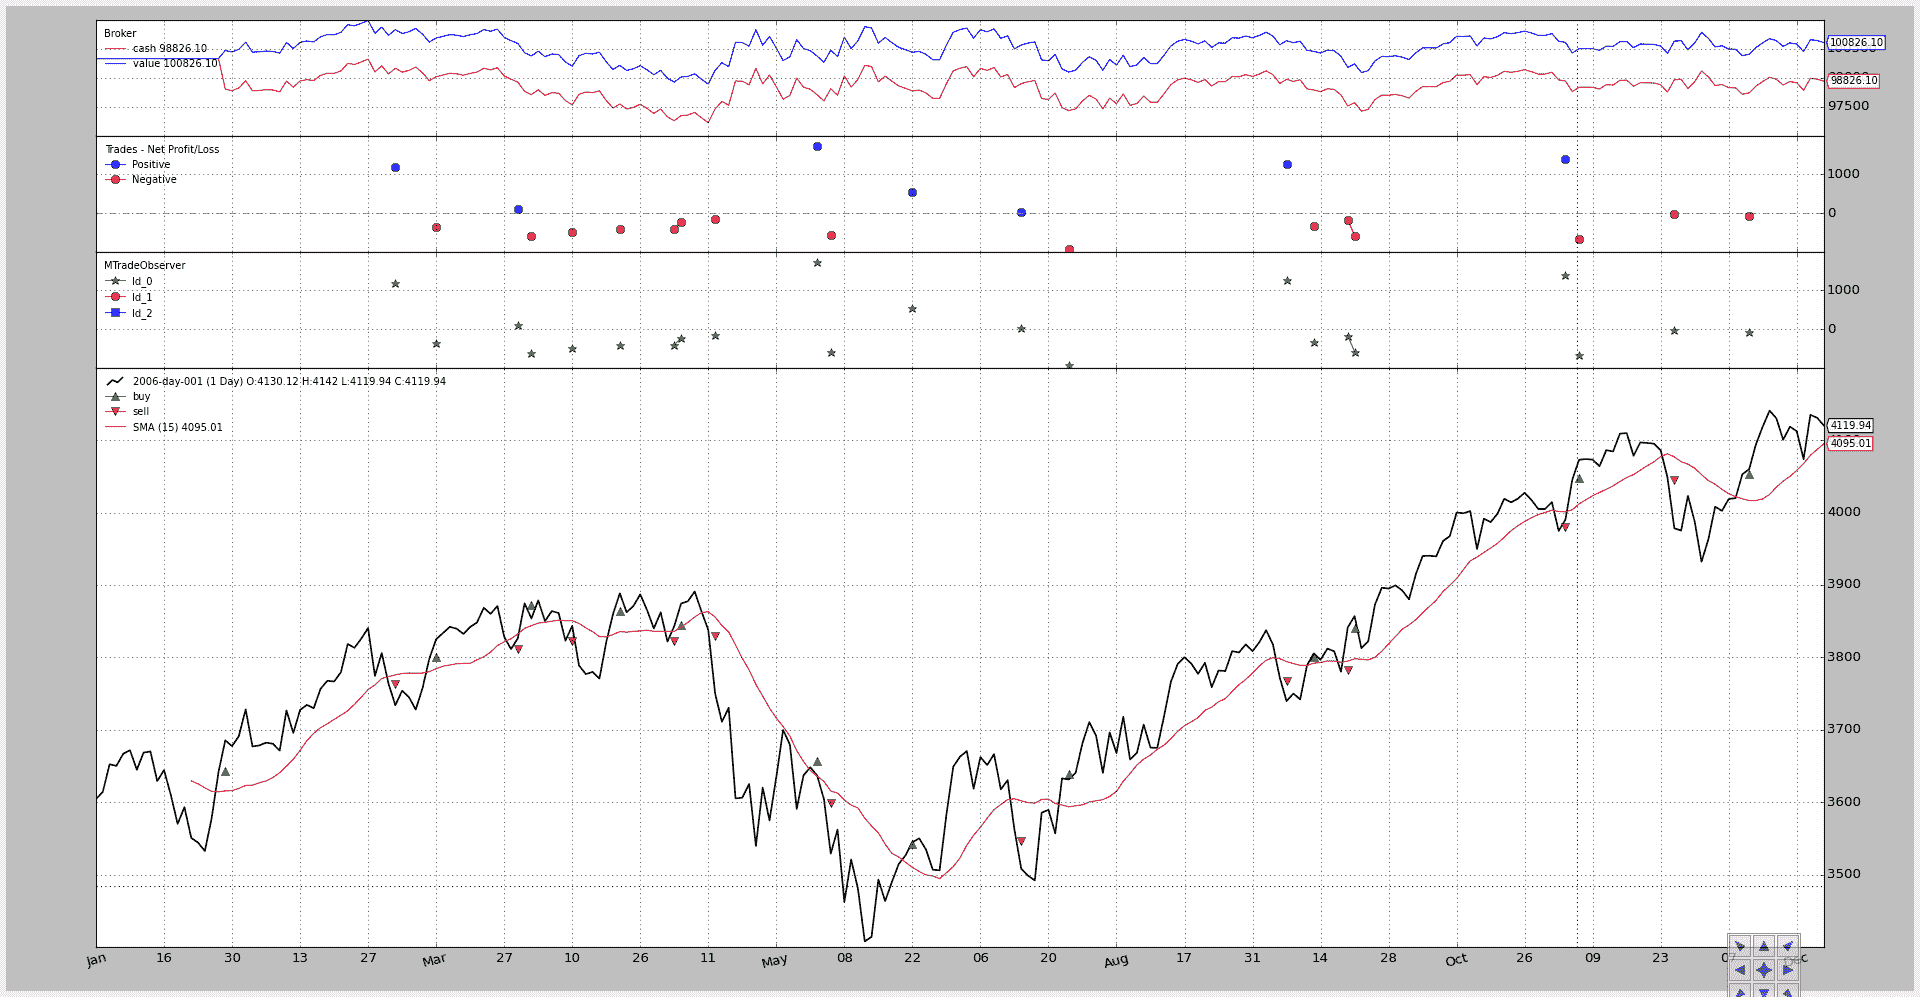 Broker
cash 98826.10
value 100826.10
100826.10
98826.10
97500
Trades - Net Profit/Loss
Positive
Negative
1000
0
MTradeObserver
Id_0
Id_1
Id_2
1000
0
2006-day-001 (1 Day) O:4130.12 H:4142 L:4119.94 C:4119.94
buy
sell
SMA (15) 4095.01
4119.94
4095.01
4000
3900
3800
3700
3600
3500
Jan 16 30 13 27 Mar 27 10 26 11 May 08 22 06 20 Aug 17 31 14 28 Oct 26 09 23